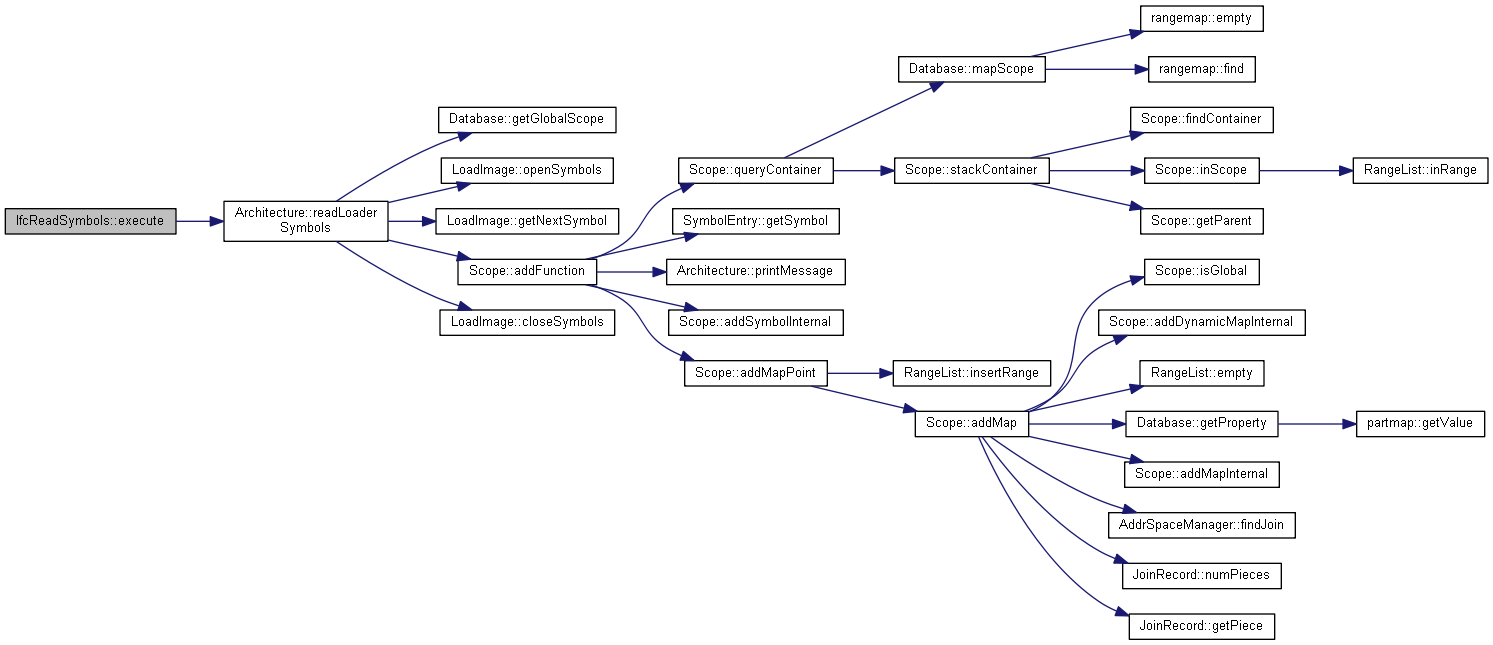 rangemap::empty
Database::mapScope
rangemap::find
Database::getGlobalScope
Scope::findContainer
LoadImage::openSymbols
Scope::queryContainer
Scope::stackContainer
Scope::inScope
RangeList::inRange
IfcReadSymbols::execute
Architecture::readLoader
Symbols
LoadImage::getNextSymbol
SymbolEntry::getSymbol
Scope::getParent
Scope::addFunction
Architecture::printMessage
Scope::isGlobal
LoadImage::closeSymbols
Scope::addSymbolInternal
Scope::addDynamicMapInternal
Scope::addMapPoint
RangeList::insertRange
RangeList::empty
Scope::addMap
Database::getProperty
partmap::getValue
Scope::addMapInternal
AddrSpaceManager::findJoin
JoinRecord::numPieces
JoinRecord::getPiece